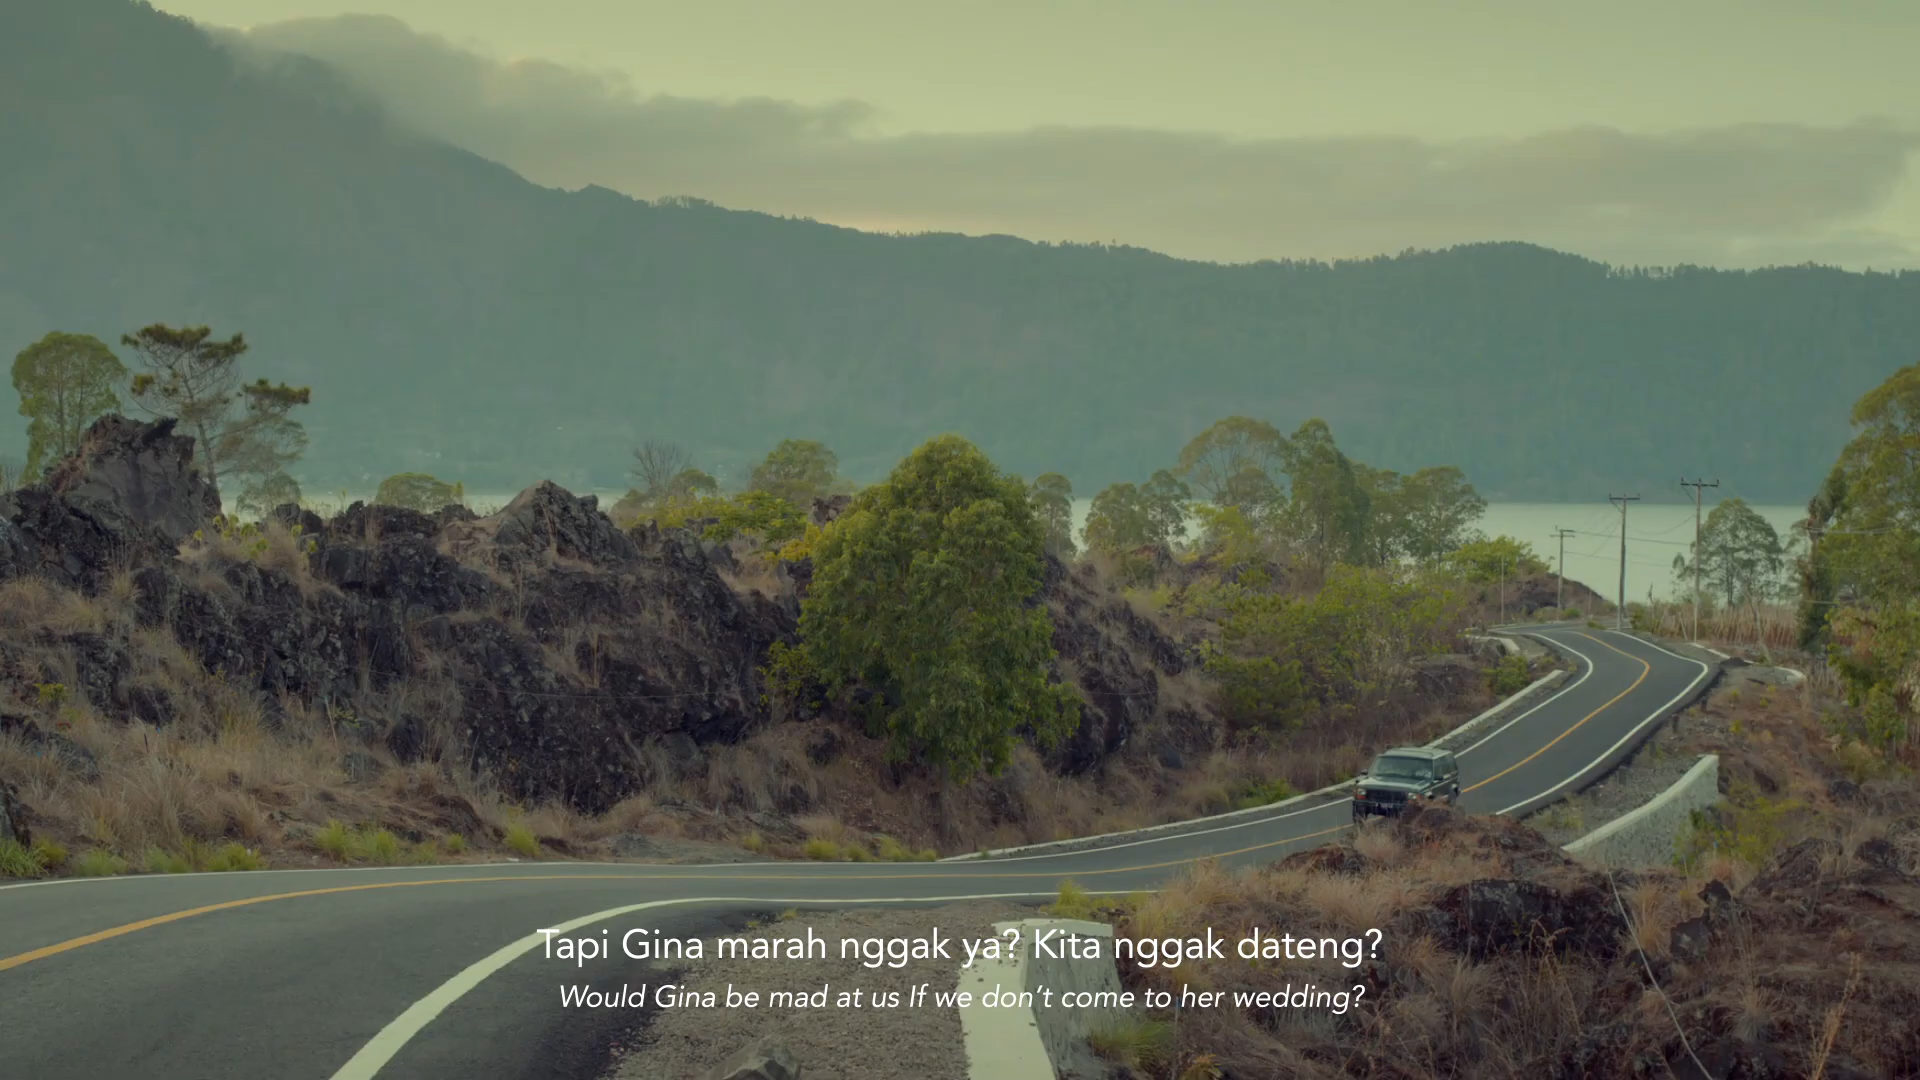 Tapi Gina marah nggak ya? Kita nggak dateng?
Would Gina be mad at us If we don't come to her wedding?